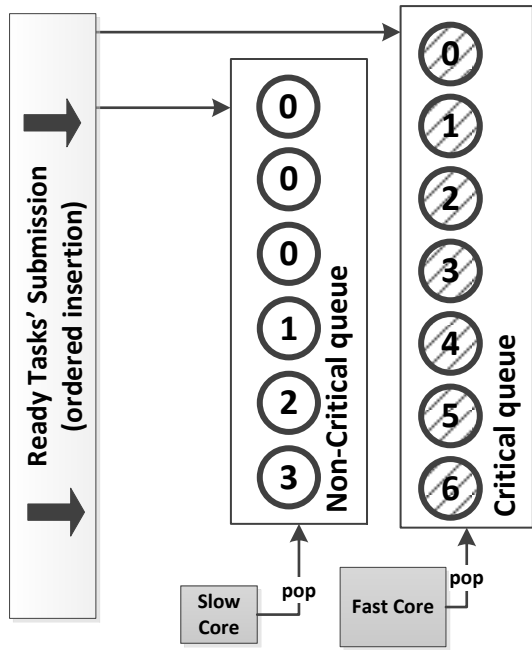 Ready Tasks' Submission
(ordered insertion)
0
0
0
1
2
3
Non-Critical queue
0
1
2
3
4
5
6
Critical queue
pop
Slow
Core
pop
Fast Core